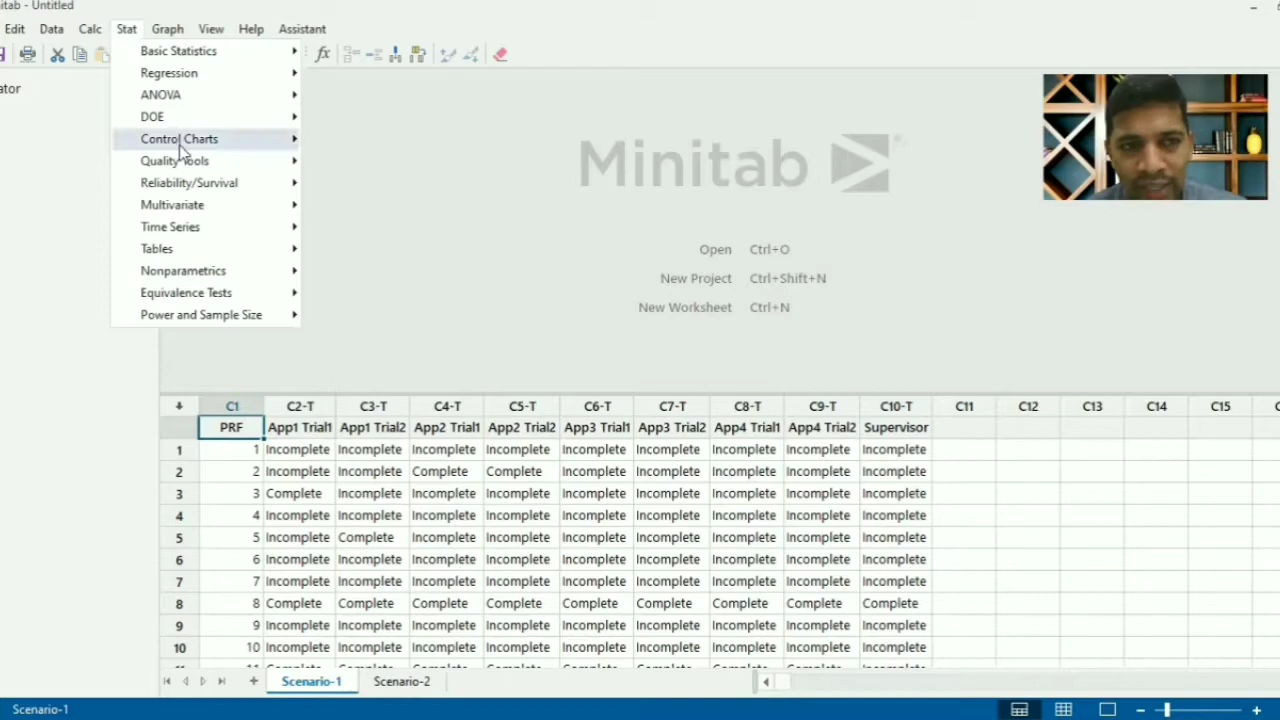 itab - Untitled
Edit Data Calc Stat Graph View Help Assistant
fx
ator
Basic Statistics
Regression
ANOVA
DOE
Control Charts
Quality Tools
Reliability/Survival
Multivariate
Time Series
Tables
Nonparametrics
Equivalence Tests
Power and Sample Size
Minitab
Open Ctrl+O
New Project Ctrl+Shift+N
New Worksheet Ctrl+N
C1 C2-T C3-T C4-T C5-T C6-T C7-T C8-T C9-T C10-T C11 C12 C13 C14 C15 C
PRF App1 Trial1 App1 Trial2 App2 Trial1 App2 Trial2 App3 Trial1 App3 Trial2 App4 Trial1 App4 Trial2 Supervisor
1 1 Incomplete Incomplete Incomplete Incomplete Incomplete Incomplete Incomplete Incomplete Incomplete
2 2 Incomplete Incomplete Complete Complete Incomplete Incomplete Incomplete Incomplete Incomplete
3 3 Complete Incomplete Incomplete Incomplete Incomplete Incomplete Incomplete Incomplete Incomplete
4 4 Incomplete Incomplete Incomplete Incomplete Incomplete Incomplete Incomplete Incomplete Incomplete
5 5 Incomplete Complete Incomplete Incomplete Incomplete Incomplete Incomplete Incomplete Incomplete
6 6 Incomplete Incomplete Incomplete Incomplete Incomplete Incomplete Incomplete Incomplete Incomplete
7 7 Incomplete Incomplete Incomplete Incomplete Incomplete Incomplete Incomplete Incomplete Incomplete
8 8 Complete Complete Complete Complete Complete Complete Complete Complete Complete
9 9 Incomplete Incomplete Incomplete Incomplete Incomplete Incomplete Incomplete Incomplete Incomplete
10 10 Incomplete Incomplete Incomplete Incomplete Incomplete Incomplete Incomplete Incomplete Incomplete
Scenario-1 Scenario-2
Scenario-1